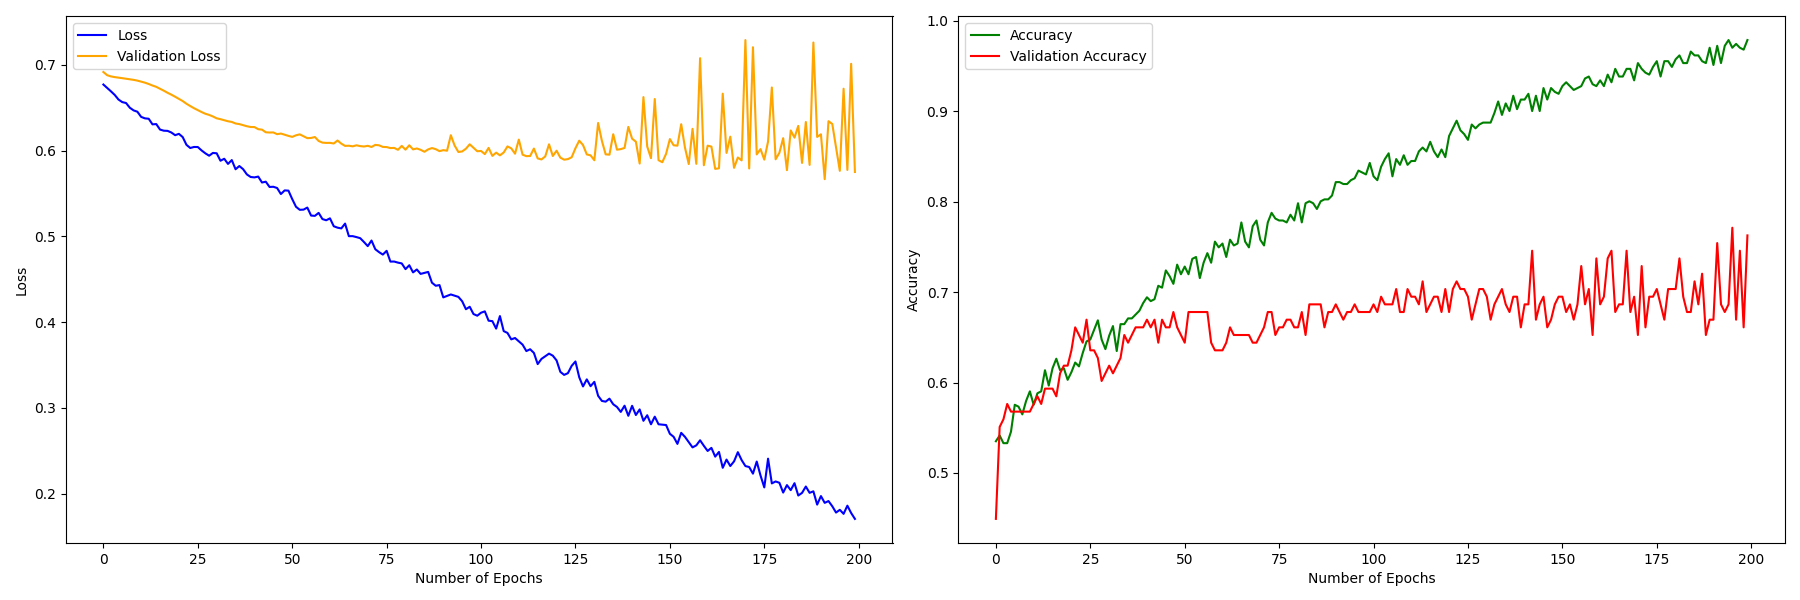 Loss
Validation Loss
0.7
0.6
0.5
0.4
0.3
0.2
Loss
0 25 50 75 100 125 150 175 200
Number of Epochs
Accuracy
Validation Accuracy
1.0
0.9
0.8
0.7
0.6
0.5
Accuracy
0 25 50 75 100 125 150 175 200
Number of Epochs